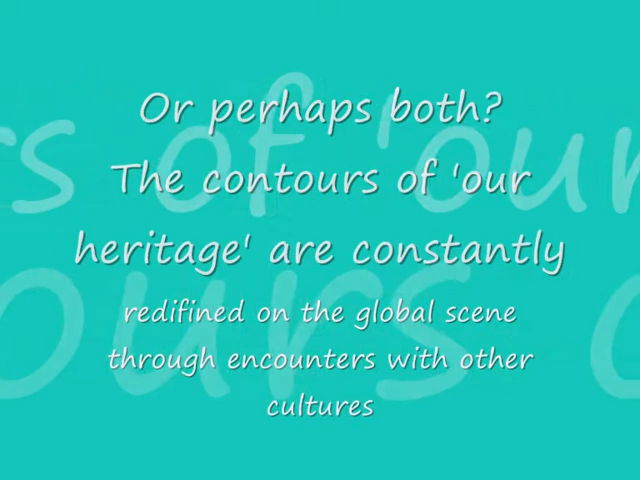 Or perhaps both?
The contours of 'our
heritage' are constantly
redifined on the global scene
through encounters with other
cultures